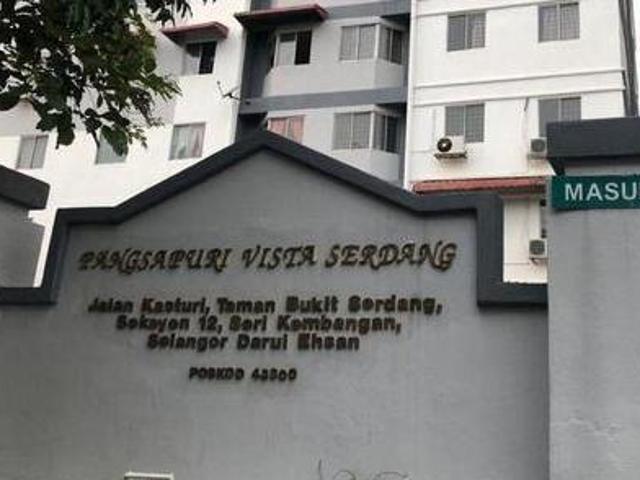 PANGSAPURI VISTA SERDANG
Jalan Kasturi, Taman Bukit Serdang,
Seksyen 12, Seri Kembangan,
Selangor Darul Ehsan
POSKOD 43300
MASU